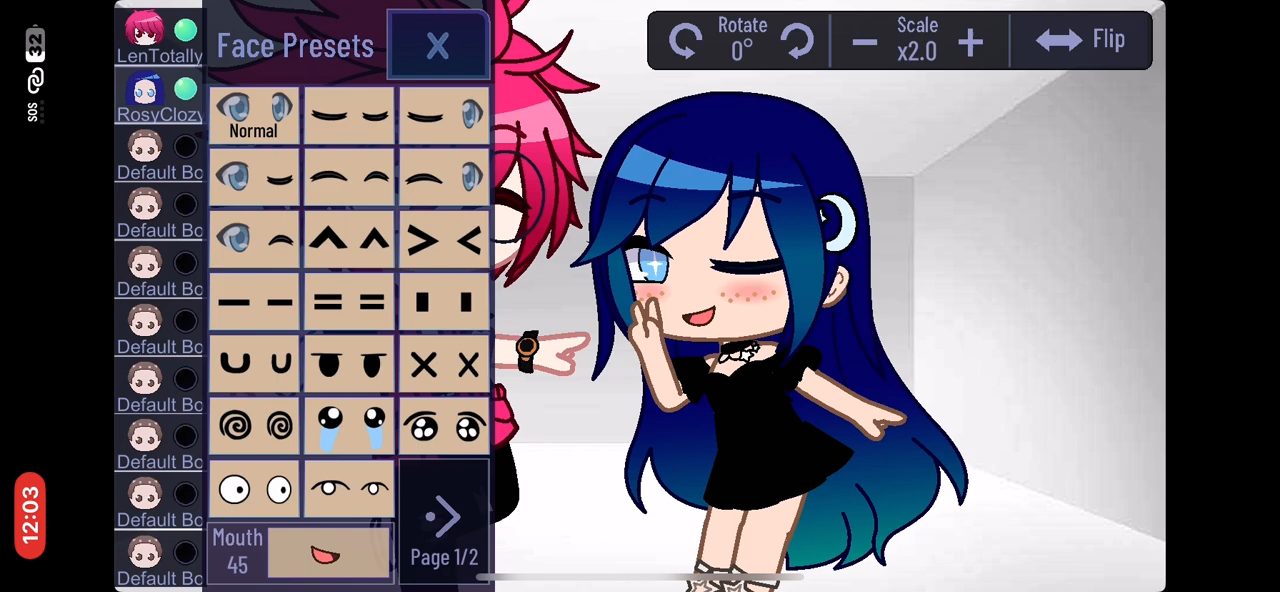 32
SOS
12:03
LenTotally
RosyClozy
Default Bo
Default Bo
Default Bo
Default Bo
Default Bo
Default Bo
Default Bo
Default Bo
Face Presets
X
Normal
Mouth
45
Page 1/2
Rotate
0°
Scale
x2.0
Flip